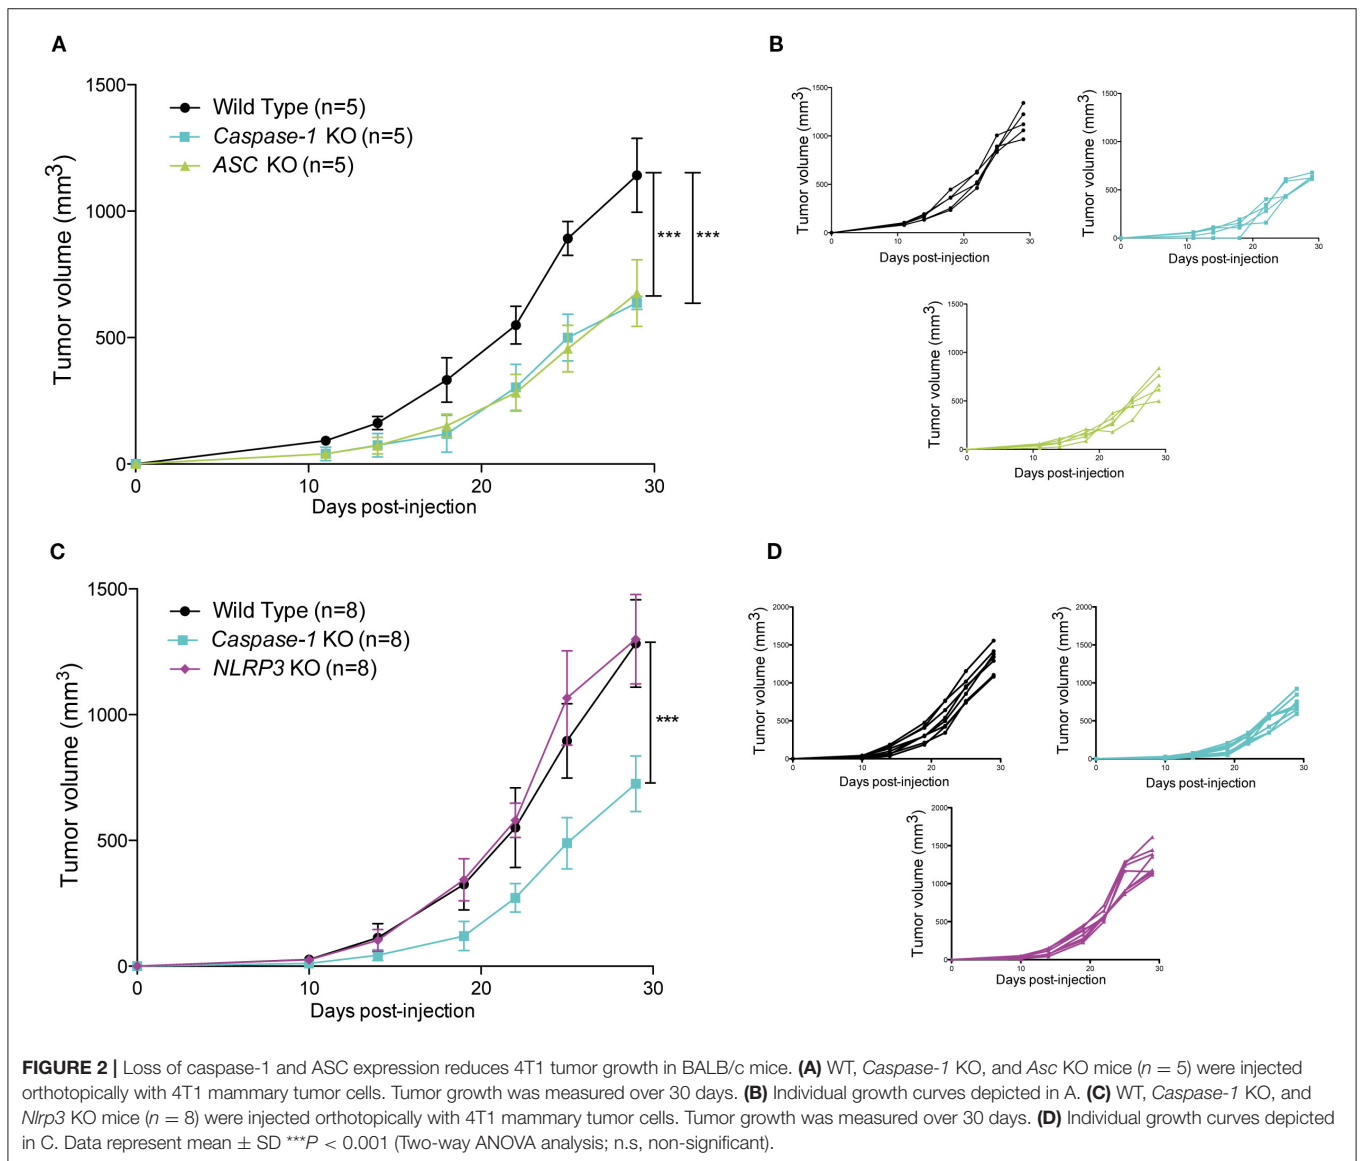 A
1500
1000
500
0
Tumor volume (mm3)
Wild Type (n=5)
Caspase-1 KO (n=5)
ASC KO (n=5)
*** ***
0 10 20 30
Days post-injection
B
1500
1000
500
0
Tumor volume (mm3)
0 10 20 30
Days post-injection
1500
1000
500
0
Tumor volume (mm3)
0 10 20 30
Days post-injection
1500
1000
500
0
Tumor volume (mm3)
0 10 20 30
Days post-injection
C
1500
1000
500
0
Tumor volume (mm3)
Wild Type (n=8)
Caspase-1 KO (n=8)
NLRP3 KO (n=8)
***
0 10 20 30
Days post-injection
D
2000
1500
1000
500
0
Tumor volume (mm3)
0 10 20 30
Days post-injection
2000
1500
1000
500
0
Tumor volume (mm3)
0 10 20 30
Days post-injection
2000
1500
1000
500
0
Tumor volume (mm3)
0 10 20 30
Days post-injection
FIGURE 2 | Loss of caspase-1 and ASC expression reduces 4T1 tumor growth in BALB/c mice. (A) WT, Caspase-1 KO, and Asc KO mice (n = 5) were injected
orthotopically with 4T1 mammary tumor cells. Tumor growth was measured over 30 days. (B) Individual growth curves depicted in A. (C) WT, Caspase-1 KO, and
Nlrp3 KO mice (n = 8) were injected orthotopically with 4T1 mammary tumor cells. Tumor growth was measured over 30 days. (D) Individual growth curves depicted
in C. Data represent mean ± SD ***P < 0.001 (Two-way ANOVA analysis; n.s, non-significant).